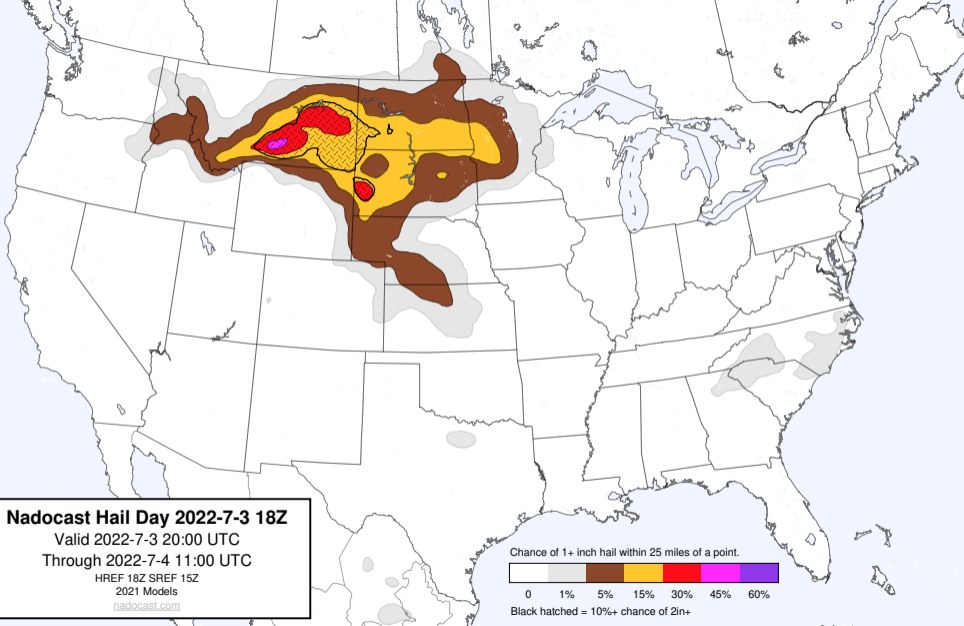 Nadocast Hail Day 2022-7-3 18Z
Valid 2022-7-3 20:00 UTC
Through 2022-7-4 11:00 UTC
HREF 18Z SREF 15Z
2021 Models
nadocast.com
Chance of 1+ inch hail within 25 miles of a point.
0 1% 5% 15% 30% 45% 60%
Black hatched = 10%+ chance of 2in+